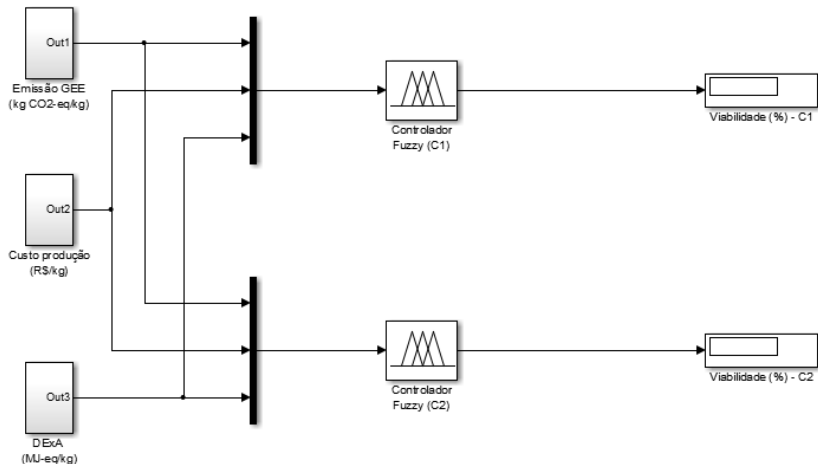 Out1
Emissão GEE
(kg CO2-eq/kg)
Controlador
Fuzzy (C1)
Viabilidade (%) - C1
Out2
Custo produção
(R$/kg)
Out3
DExA
(MJ-eq/kg)
Controlador
Fuzzy (C2)
Viabilidade (%) - C2